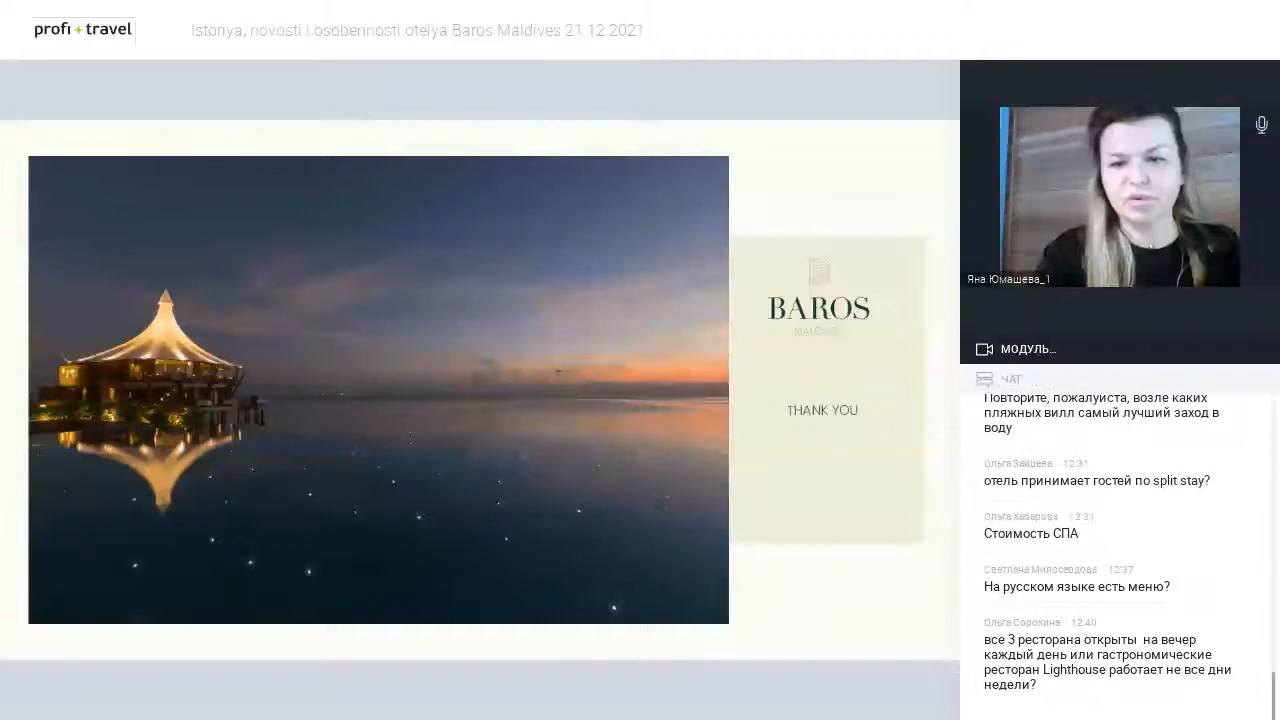 profi + travel
Istoriya, novosti i osobennosti otelya Baros Maldives 21.12.2021
BAROS
MALDIVES
THANK YOU
Яна Юмашева_1
МОДУЛЬ...
ЧАТ
Повторите, пожалуйста, возле каких
пляжных вилл самый лучший заход в
воду
Ольга Зайцева 12:31
отель принимает гостей по split stay?
Ольга Хабарова 12:31
Стоимость СПА
Светлана Милосердова 12:37
На русском языке есть меню?
Ольга Сорокина 12:40
все 3 ресторана открыты на вечер
каждый день или гастрономические
ресторан Lighthouse работает не все дни
недели?